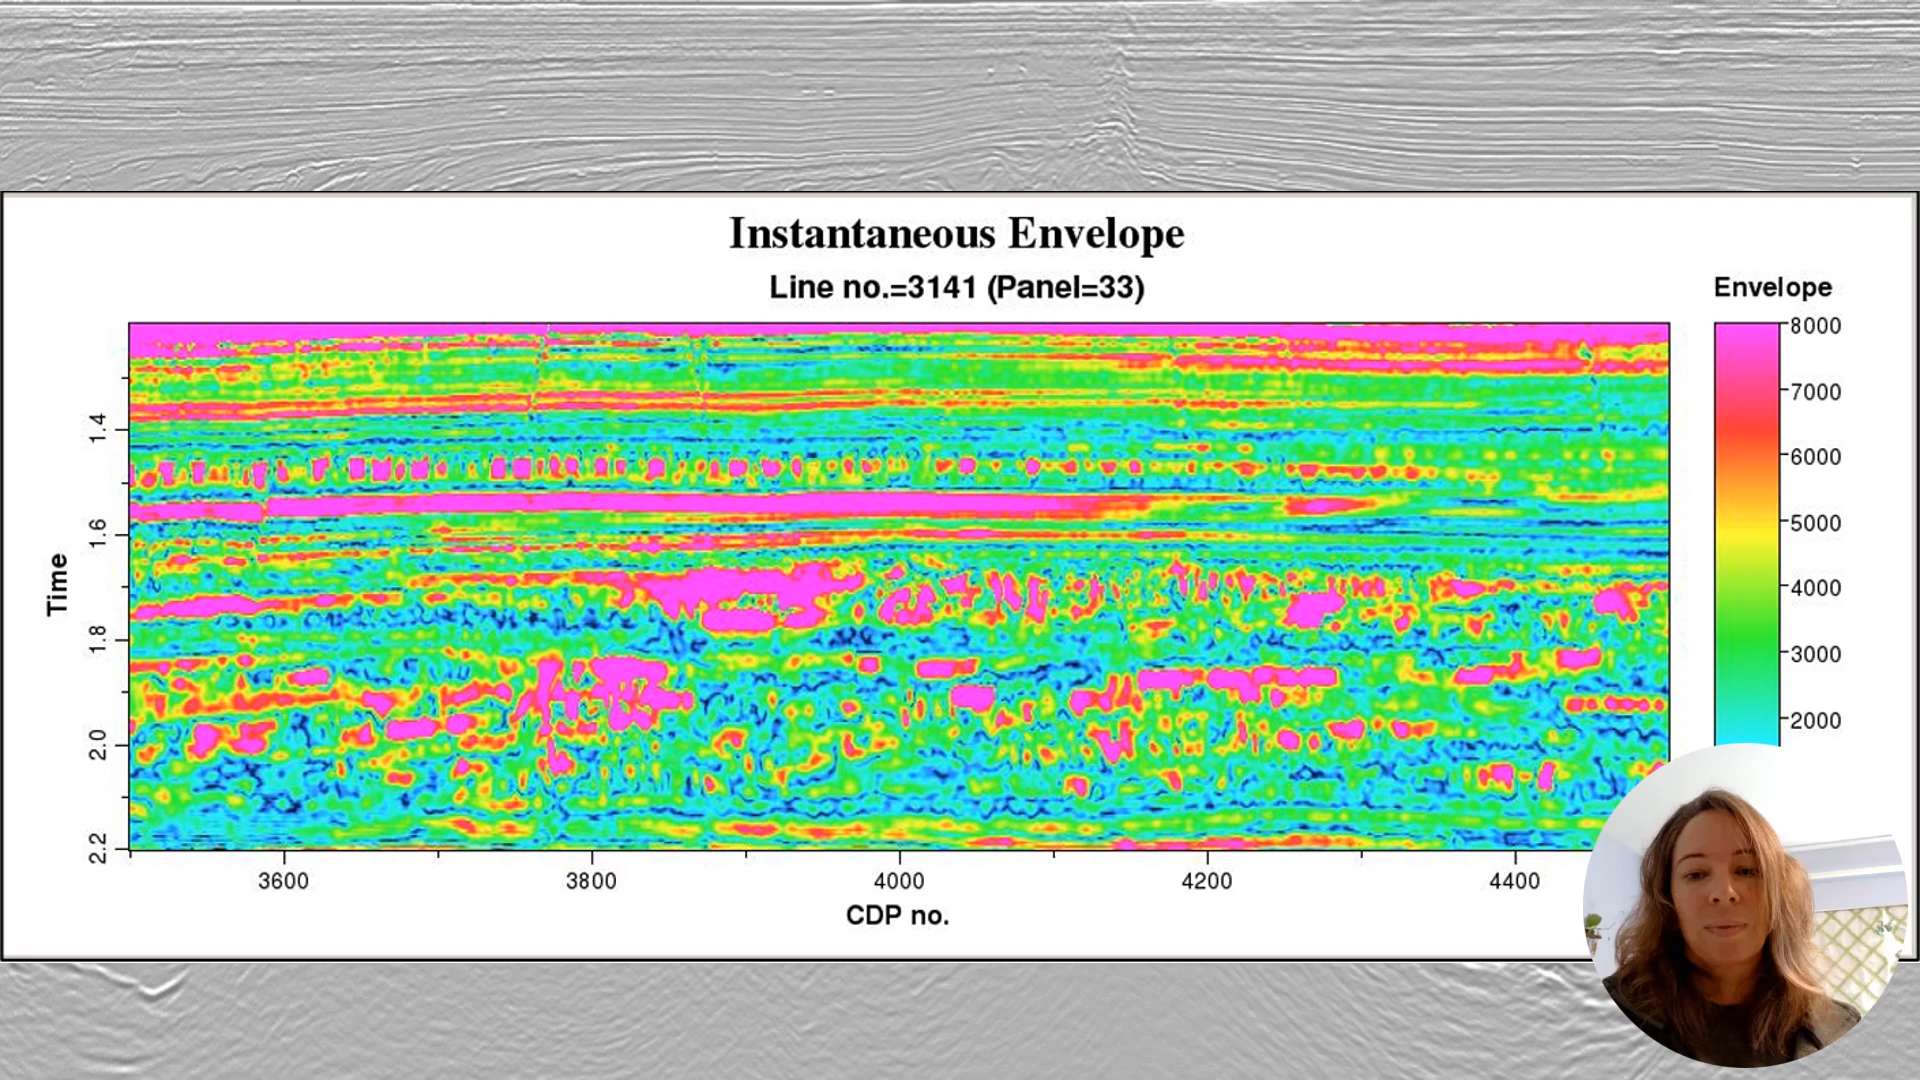 Instantaneous Envelope
Line no.=3141 (Panel=33)
Envelope
8000
7000
6000
5000
4000
3000
2000
Time
1.4
1.6
1.8
2.0
2.2
3600 3800 4000 4200 4400
CDP no.